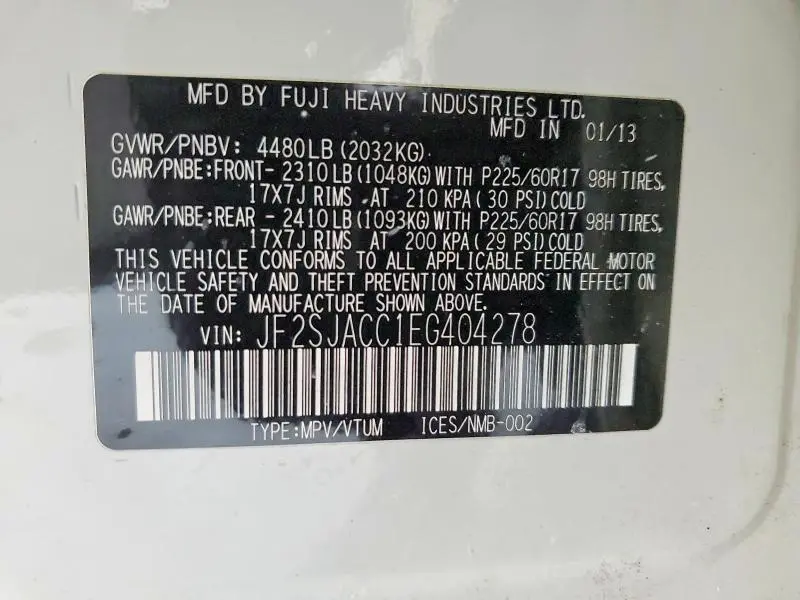 MFD BY FUJI HEAVY INDUSTRIES LTD.
MFD IN 01/13
GVWR/PNBV: 4480LB(2032KG)
GAWR/PNBE:FRONT- 2310LB(1048KG)WITH P225/60R17 98H TIRES,
17X7J RIMS AT 210 KPA(30 PSI)COLD
GAWR/PNBE:REAR - 2410LB(1093KG)WITH P225/60R17 98H TIRES,
17X7J RIMS AT 200 KPA(29 PSI)COLD
THIS VEHICLE CONFORMS TO ALL APPLICABLE FEDERAL MOTOR
VEHICLE SAFETY AND THEFT PREVENTION STANDARDS IN EFFECT ON
THE DATE OF MANUFACTURE SHOWN ABOVE.
VIN: JF2SJACC1EG404278
TYPE:MPV/VTUM ICES/NMB-002